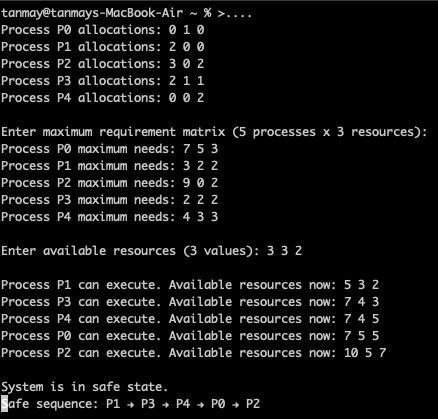 tanmay@tanmays-MacBook-Air ~ % >....
Process P0 allocations: 0 1 0
Process P1 allocations: 2 0 0
Process P2 allocations: 3 0 2
Process P3 allocations: 2 1 1
Process P4 allocations: 0 0 2
Enter maximum requirement matrix (5 processes x 3 resources):
Process P0 maximum needs: 7 5 3
Process P1 maximum needs: 3 2 2
Process P2 maximum needs: 9 0 2
Process P3 maximum needs: 2 2 2
Process P4 maximum needs: 4 3 3
Enter available resources (3 values): 3 3 2
Process P1 can execute. Available resources now: 5 3 2
Process P3 can execute. Available resources now: 7 4 3
Process P4 can execute. Available resources now: 7 4 5
Process P0 can execute. Available resources now: 7 5 5
Process P2 can execute. Available resources now: 10 5 7
System is in safe state.
Safe sequence: P1 → P3 → P4 → P0 → P2